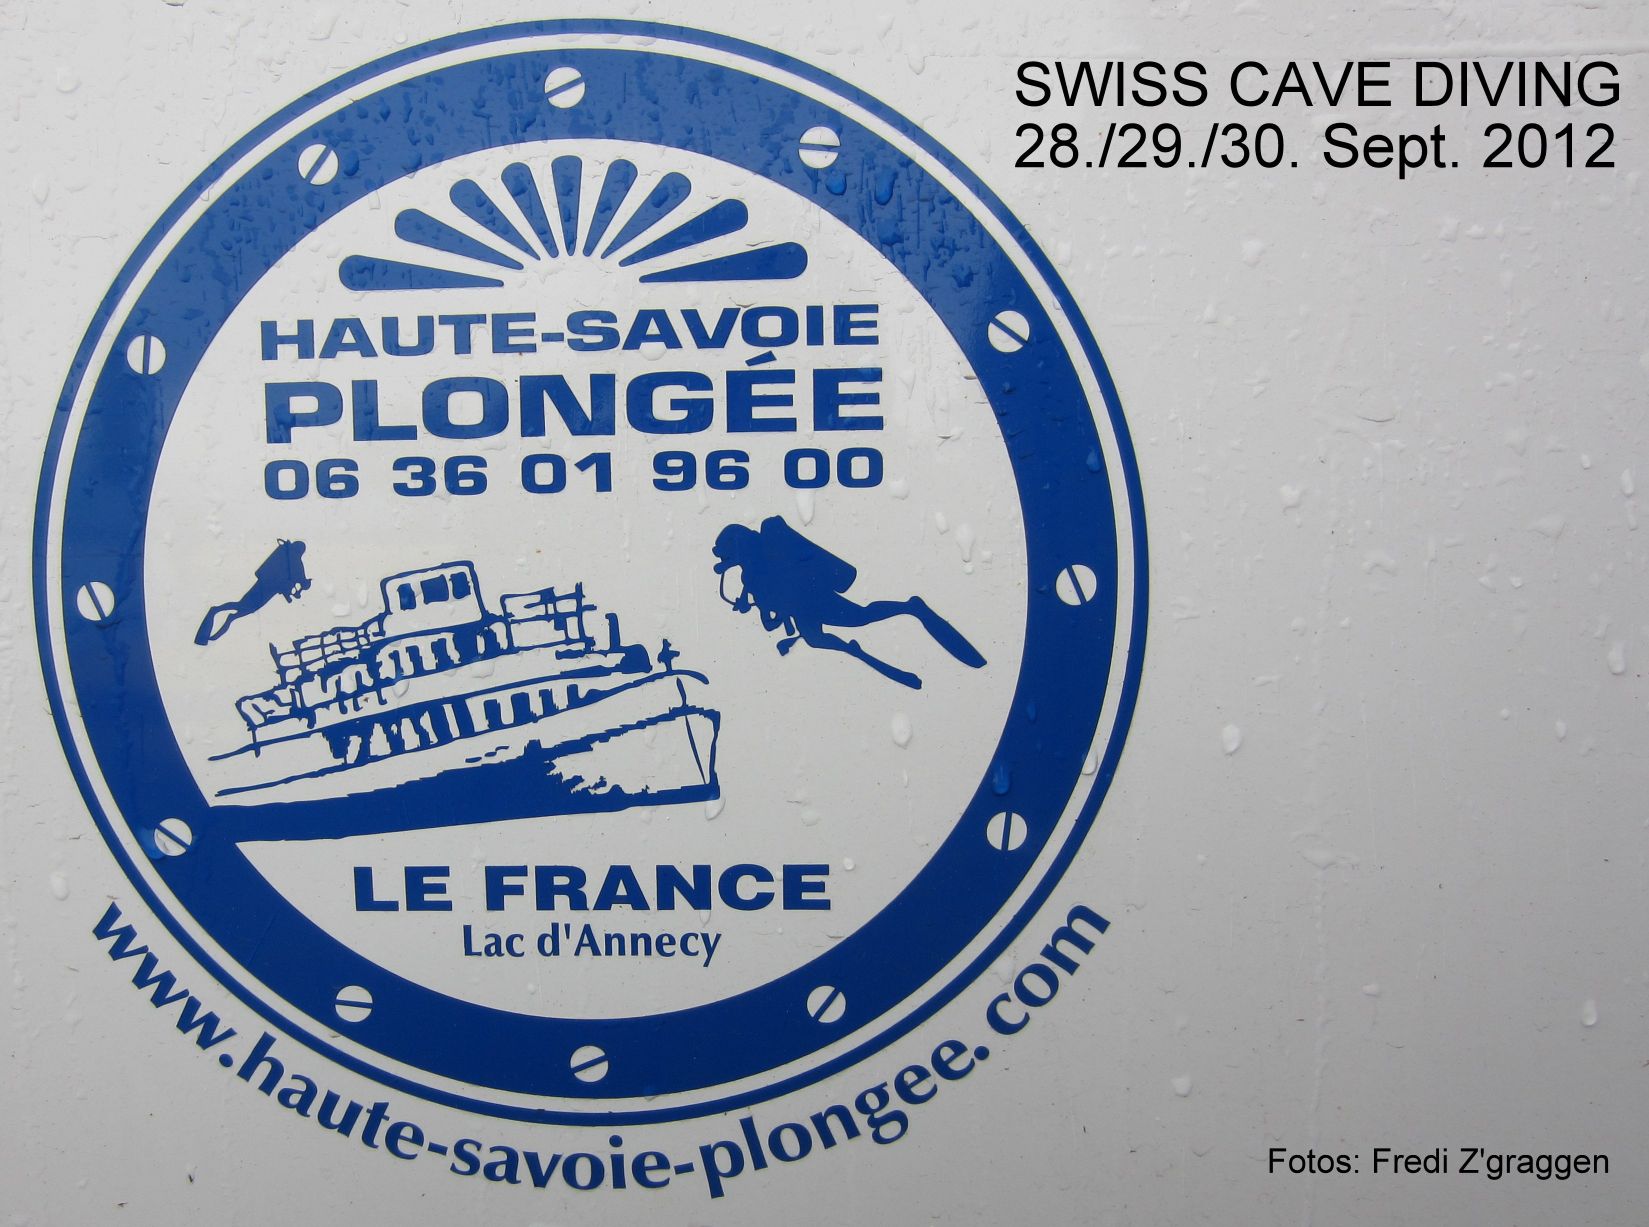 SWISS CAVE DIVING
28./29./30. Sept. 2012
HAUTE-SAVOIE
PLONGÉE
06 36 01 96 00
LE FRANCE
Lac d'Annecy
www.haute-savoie-plongee.com
Fotos: Fredi Z'graggen